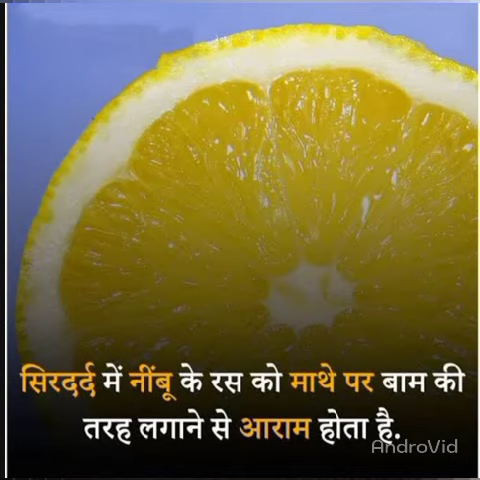 सिरदर्द में नींबू के रस को माथे पर बाम की
तरह लगाने से आराम होता है.
AndroVid